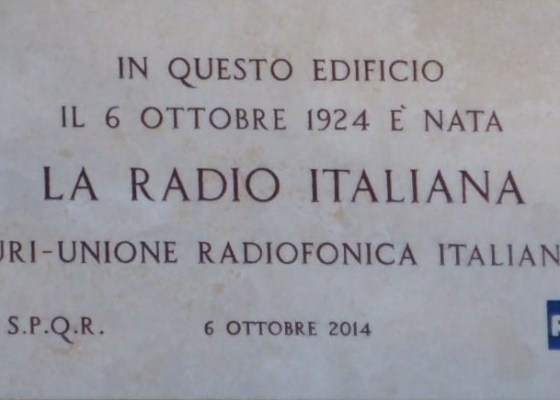 IN QUESTO EDIFICIO
IL 6 OTTOBRE 1924 È NATA
LA RADIO ITALIANA
URI-UNIONE RADIOFONICA ITALIAN
S.P.Q.R. 6 OTTOBRE 2014